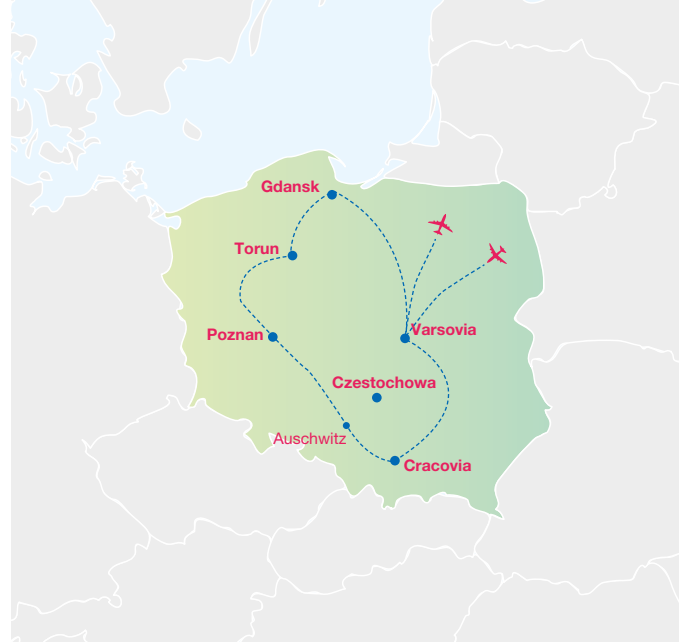 Gdansk
Torun
Poznan
Varsovia
Czestochowa
Auschwitz
Cracovia